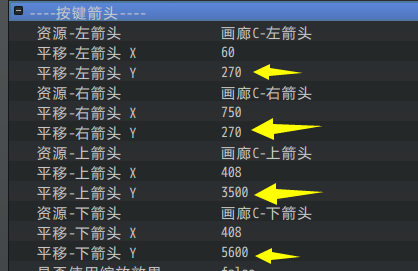 ----按键箭头----
资源-左箭头 画廊C-左箭头
平移-左箭头 X 60
平移-左箭头 Y 270
资源-右箭头 画廊C-右箭头
平移-右箭头 X 750
平移-右箭头 Y 270
资源-上箭头 画廊C-上箭头
平移-上箭头 X 408
平移-上箭头 Y 3500
资源-下箭头 画廊C-下箭头
平移-下箭头 X 408
平移-下箭头 Y 5600